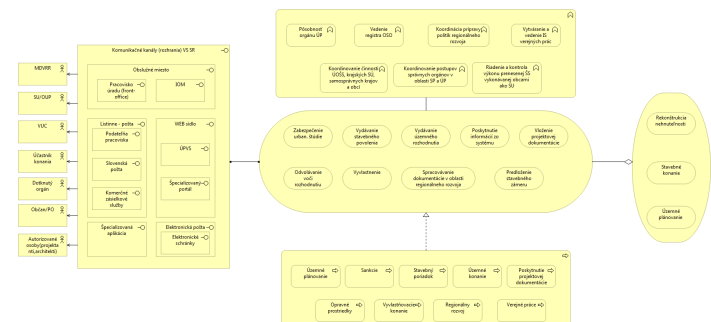 MDVRR
SÚ/OÚP
VÚC
Účastník
konania
Dotknutý
orgán
Občan/PO
Autorizované
osoby(projekta
nti,architekti)
Komunikačné kanály (rozhrania) VS SR
Obslužné miesto
Pracovisko
úradu (front-
office)
IOM
Listinne - pošta
Podateľňa
pracoviska
Slovenská
pošta
Komerčné
zásielkové
služby
WEB sídlo
ÚPVS
Špecializovaný
portál
Špecializovaná
aplikácia
Elektronická pošta
Elektronické
schránky
Pôsobnosť
orgánu ÚP
Vedenie
registra OSO
Koordinácia prípravy
politík regionálneho
rozvoja
Vytváranie a
vedenie IS
verejných prác
Koordinovanie činnosti
ÚOŠS, krajských SÚ,
samosprávnych krajov
a obcí
Koordinovanie postupov
správnych orgánov v
oblasti SP a ÚP
Riadenie a kontrola
výkonu prenesenej ŠS
vykonávanej obcami
ako SÚ
Zabezpečenie
urban. štúdie
Vydávanie
stavebného
povolenia
Vydávanie
územného
rozhodnutia
Poskytnutie
informácií zo
systému
Vloženie
projektovej
dokumentácie
Odvolávanie
voči
rozhodnutiu
Vyvlastnenie
Spracovávanie
dokumentácie v oblasti
regionálneho rozvoja
Predloženie
stavebného
zámeru
Rekonštrukcia
nehnuteľnosti
Stavebné
konanie
Územné
plánovanie
Územné
plánovanie
Sankcie
Stavebný
poriadok
Územné
konanie
Poskytnutie
projektovej
dokumentácie
Opravné
prostriedky
Vyvlastňovacie
konanie
Regionálny
rozvoj
Verejné práce